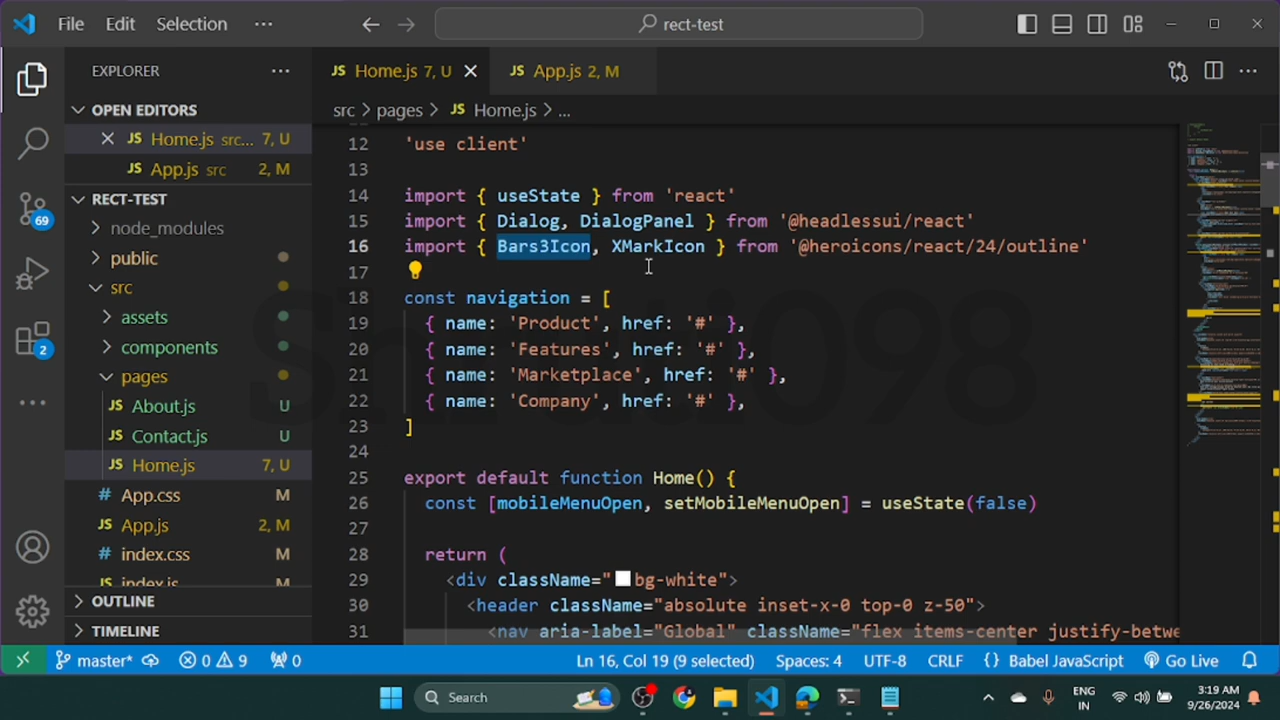 File Edit Selection ··· rect-test
EXPLORER ···
OPEN EDITORS
Home.js src... 7, U
App.js src 2, M
RECT-TEST
node_modules
public
src
assets
components
pages
About.js U
Contact.js U
Home.js 7, U
App.css M
App.js 2, M
index.css M
index.js M
OUTLINE
TIMELINE
Home.js 7, U App.js 2, M
src > pages > JS Home.js > ...
12 'use client'
13
14 import { useState } from 'react'
15 import { Dialog, DialogPanel } from '@headlessui/react'
16 import { Bars3Icon, XMarkIcon } from '@heroicons/react/24/outline'
17
18 const navigation = [
19 { name: 'Product', href: '#' },
20 { name: 'Features', href: '#' },
21 { name: 'Marketplace', href: '#' },
22 { name: 'Company', href: '#' },
23 ]
24
25 export default function Home() {
26 const [mobileMenuOpen, setMobileMenuOpen] = useState(false)
27
28 return (
29 <div className="bg-white">
30 <header className="absolute inset-x-0 top-0 z-50">
31 <nav aria-label="Global" className="flex items-center justify-betwe
69
2
master* 0 9 0 Ln 16, Col 19 (9 selected) Spaces: 4 UTF-8 CRLF {} Babel JavaScript Go Live
Search ENG IN 3:19 AM 9/26/2024